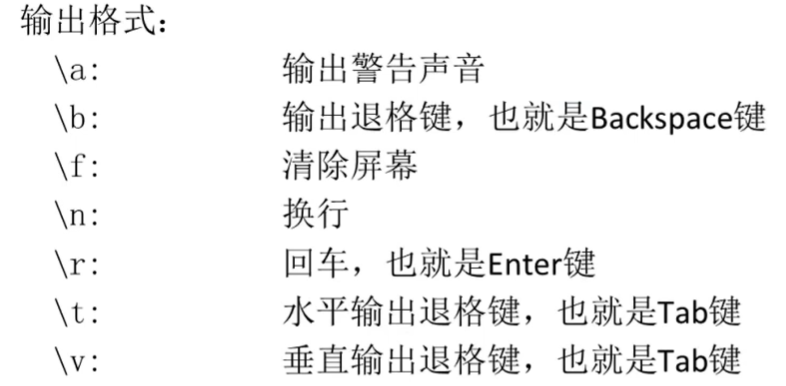 输出格式：
\a: 输出警告声音
\b: 输出退格键，也就是Backspace键
\f: 清除屏幕
\n: 换行
\r: 回车，也就是Enter键
\t: 水平输出退格键，也就是Tab键
\v: 垂直输出退格键，也就是Tab键